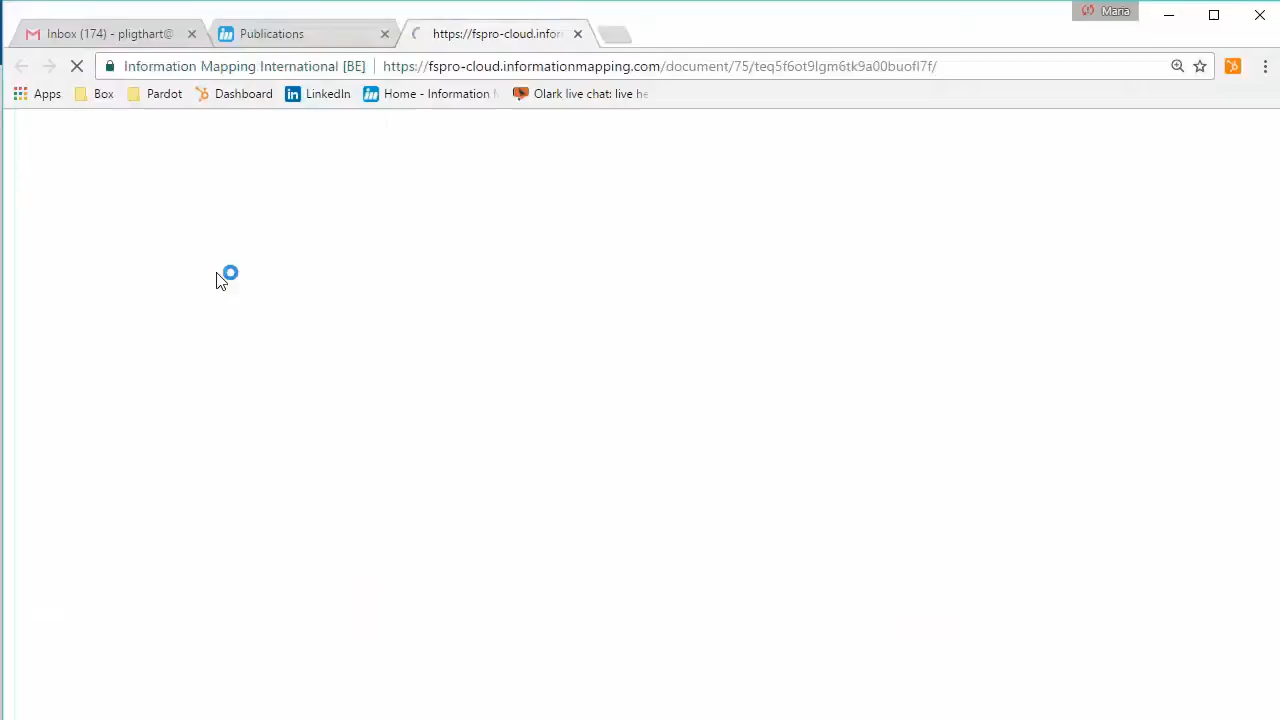 Maria
Inbox (174) - pligthart@
Publications
https://fspro-cloud.infor
Information Mapping International [BE]
https://fspro-cloud.informationmapping.com/document/75/teq5f6ot9lgm6tk9a00buofl7f/
Apps
Box
Pardot
Dashboard
LinkedIn
Home - Information
Olark live chat: live he